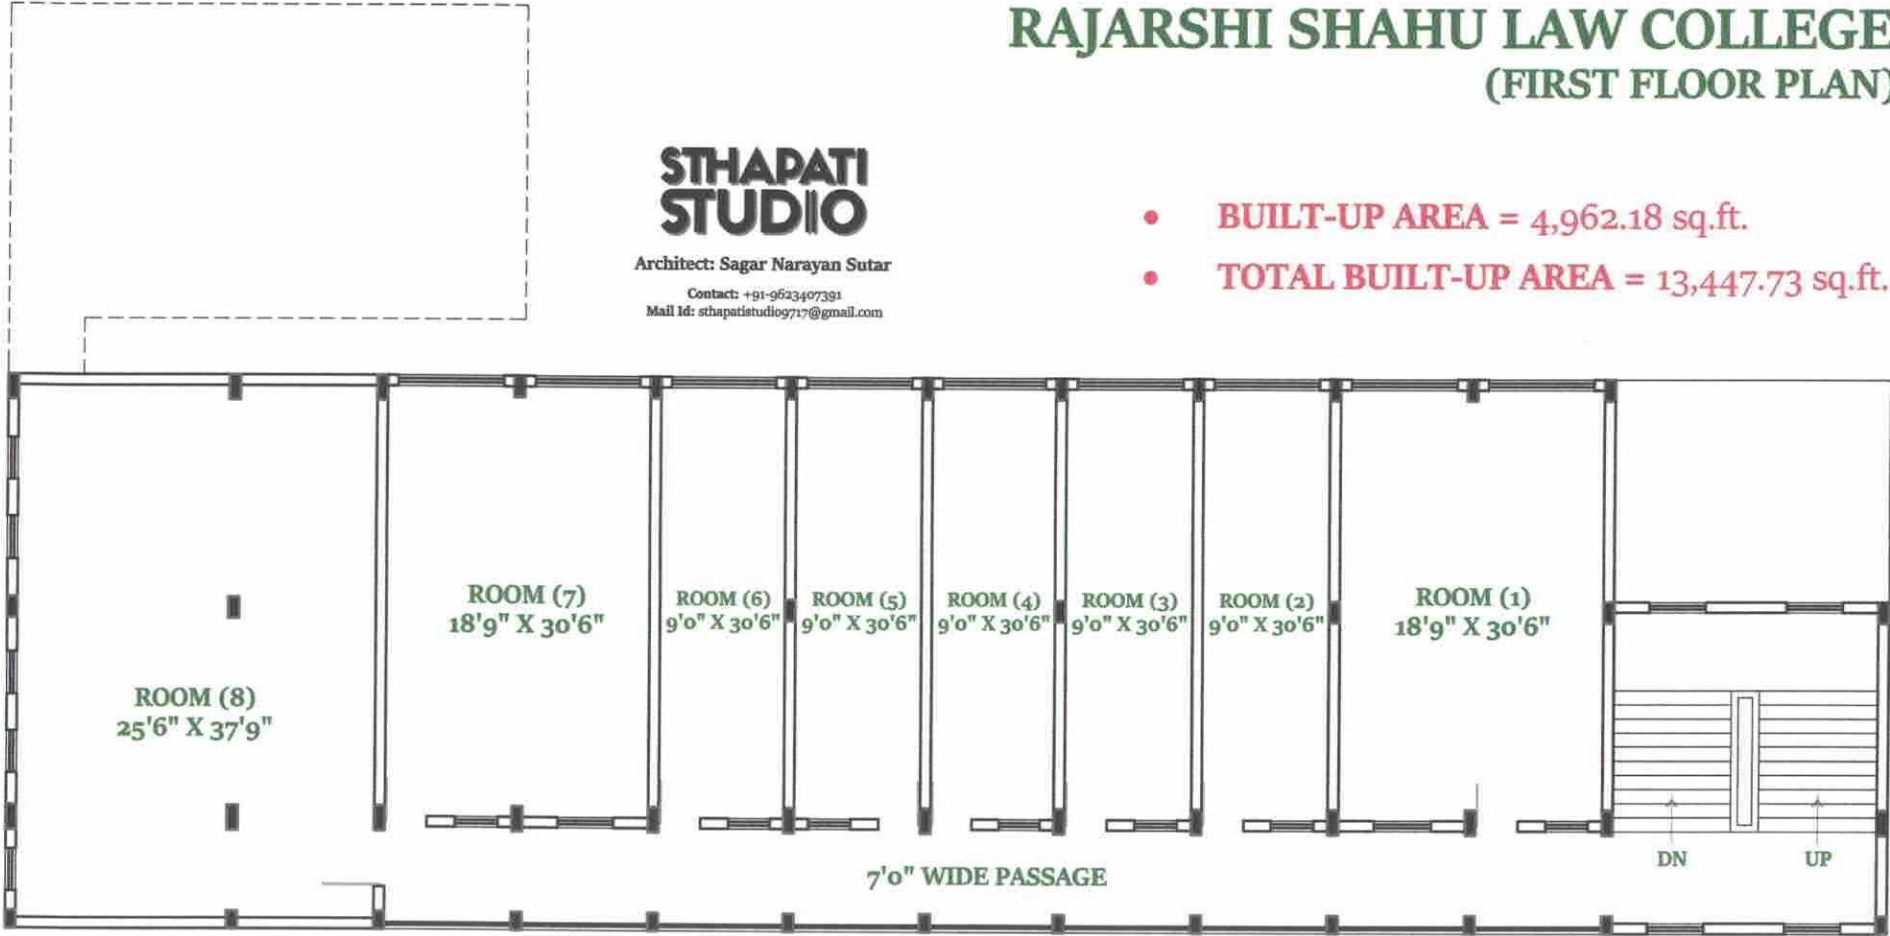 RAJARSHI SHAHU LAW COLLEGE
(FIRST FLOOR PLAN)
STHAPATI
STUDIO
Architect: Sagar Narayan Sutar
Contact: +91-9623407391
Mail Id: sthapatistudio9717@gmail.com
• BUILT-UP AREA = 4,962.18 sq.ft.
• TOTAL BUILT-UP AREA = 13,447.73 sq.ft.
ROOM (8)
25'6" X 37'9"
ROOM (7)
18'9" X 30'6"
ROOM (6)
9'0" X 30'6"
ROOM (5)
9'0" X 30'6"
ROOM (4)
9'0" X 30'6"
ROOM (3)
9'0" X 30'6"
ROOM (2)
9'0" X 30'6"
ROOM (1)
18'9" X 30'6"
7'0" WIDE PASSAGE
DN
UP